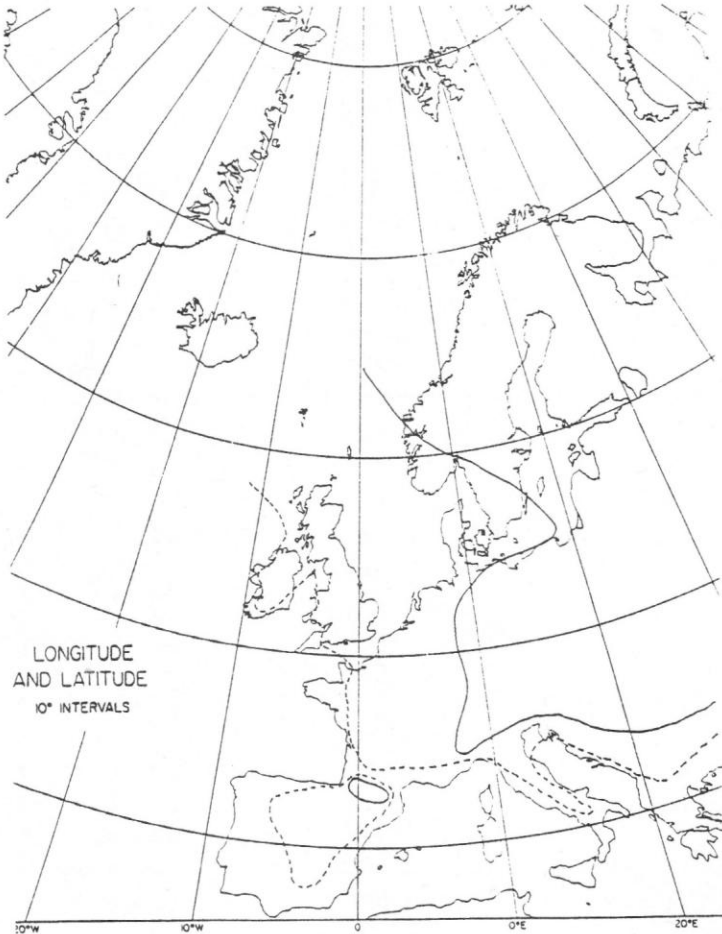 LONGITUDE
AND LATITUDE
10° INTERVALS
20°W
10°W
0
0°E
20°E